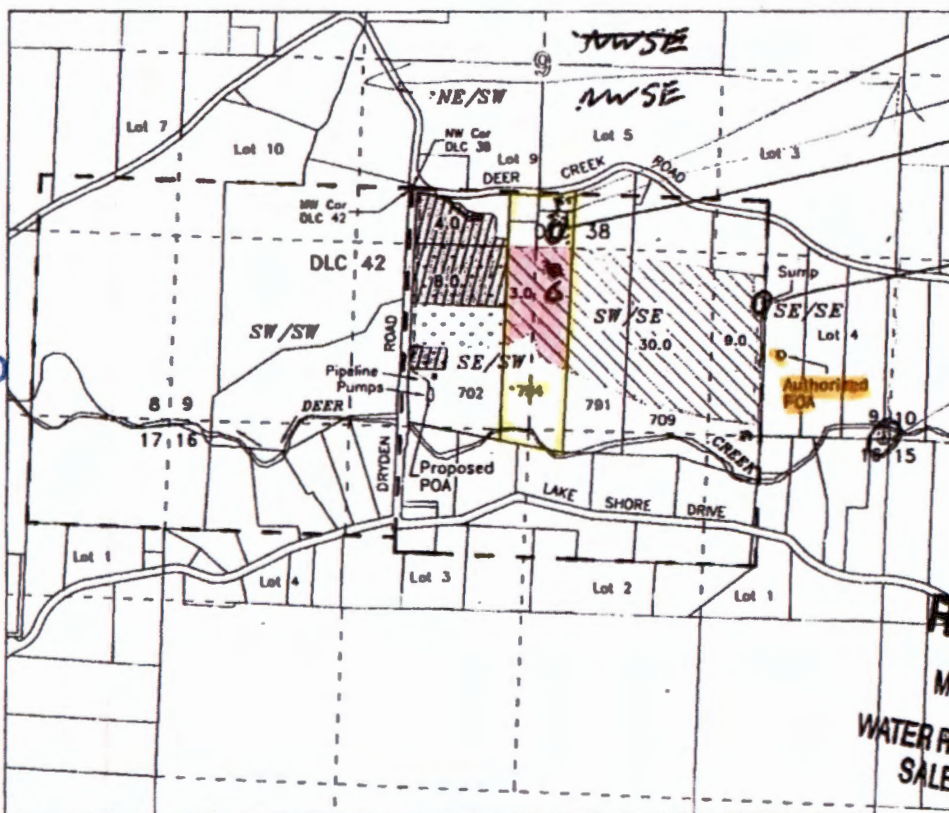 NWSE
9
NE/SW
NWSE
Lot 7
Lot 5
Lot 10
NW Cor
DLC 38
Lot 9
Lot 3
DEER CREEK ROAD
NW Cor
DLC 42
4.0
38
DLC 42
8.0
3.0
6
Sump
SW/SE
SE/SE
SW/SW
30.0
9.0
Lot 4
ROAD
SE/SW
Pipeline
Pumps
Authorized
POA
702
791
709
8 9
17 16
DEER
CREEK
9 10
15
DRYDEN
Proposed
POA
LAKE SHORE DRIVE
Lot 1
Lot 4
Lot 3
Lot 2
Lot 1
R
M
WATER R
SALE